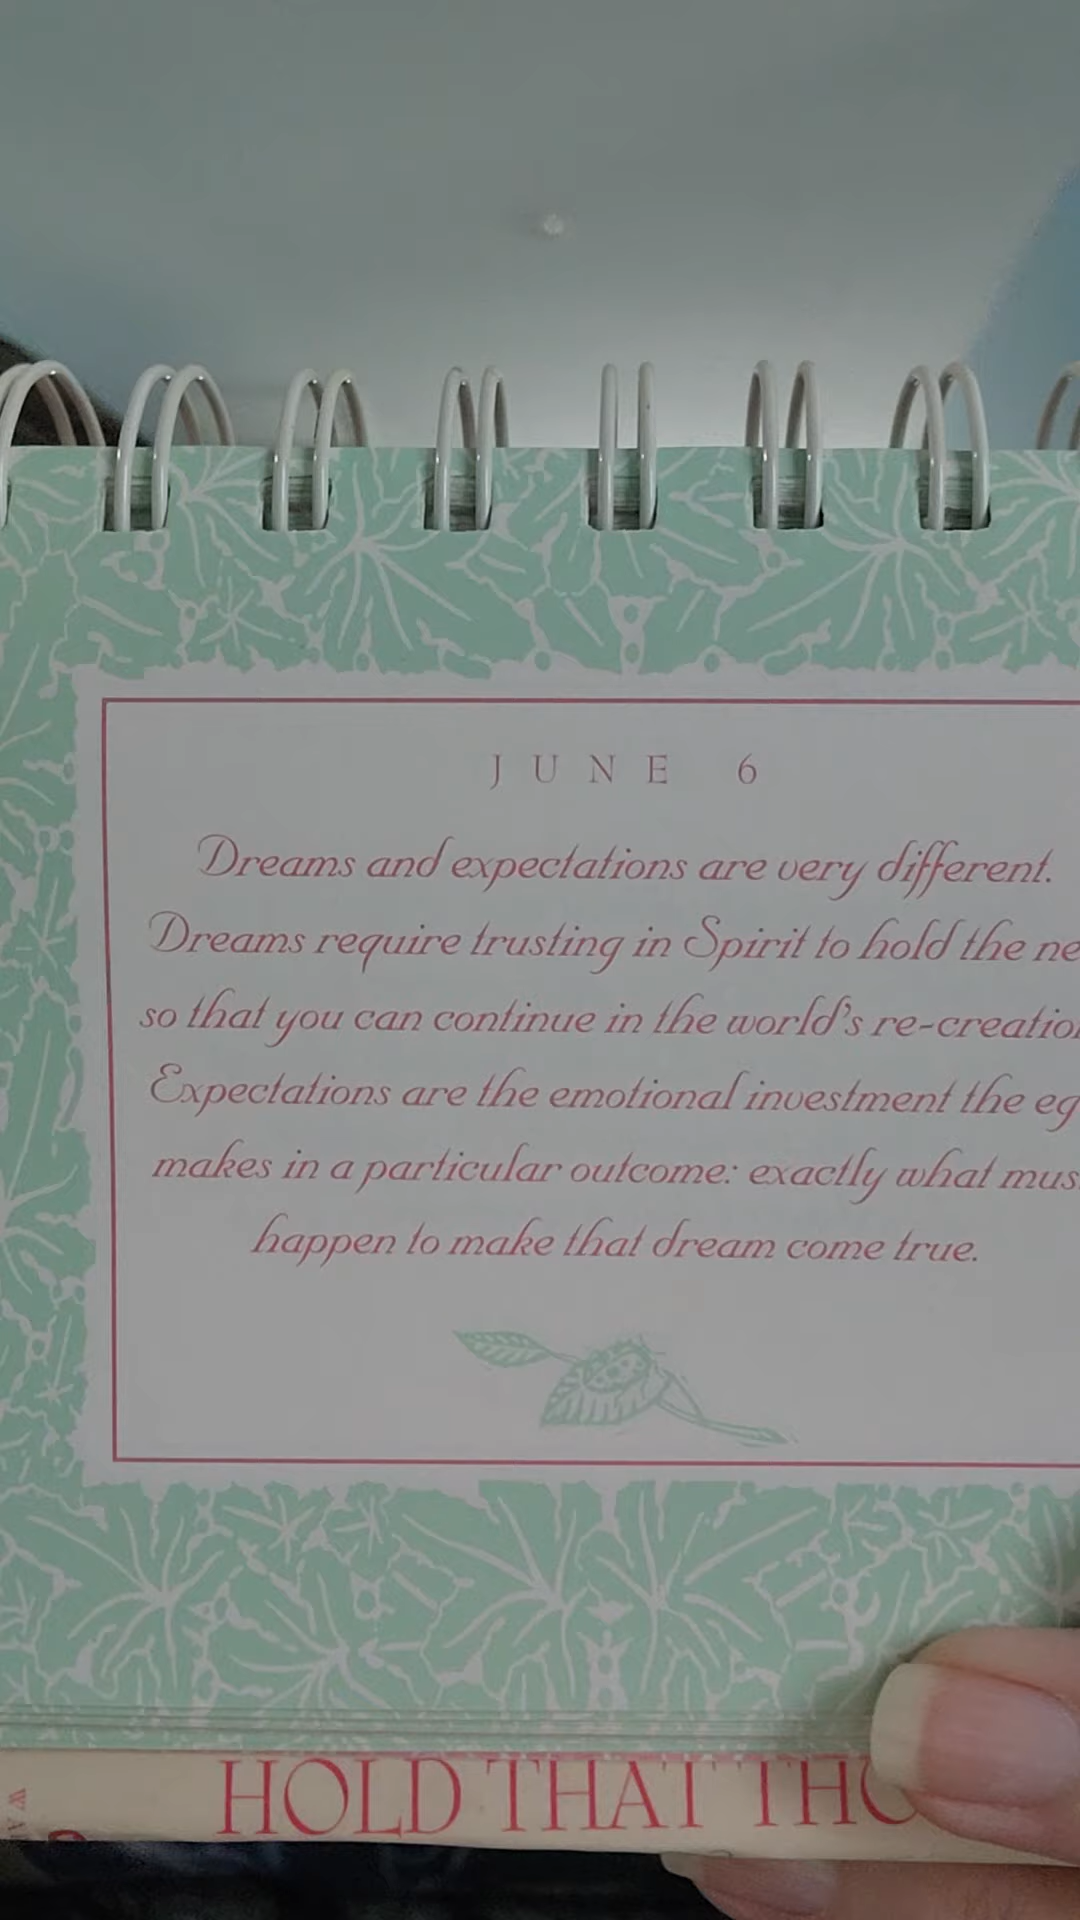 JUNE 6
Dreams and expectations are very different.
Dreams require trusting in Spirit to hold the
so that you can continue in the world's
Expectations are the emotional investment the
makes in a particular outcome: exactly what
happen to make that dream come true.
HOLD THAT